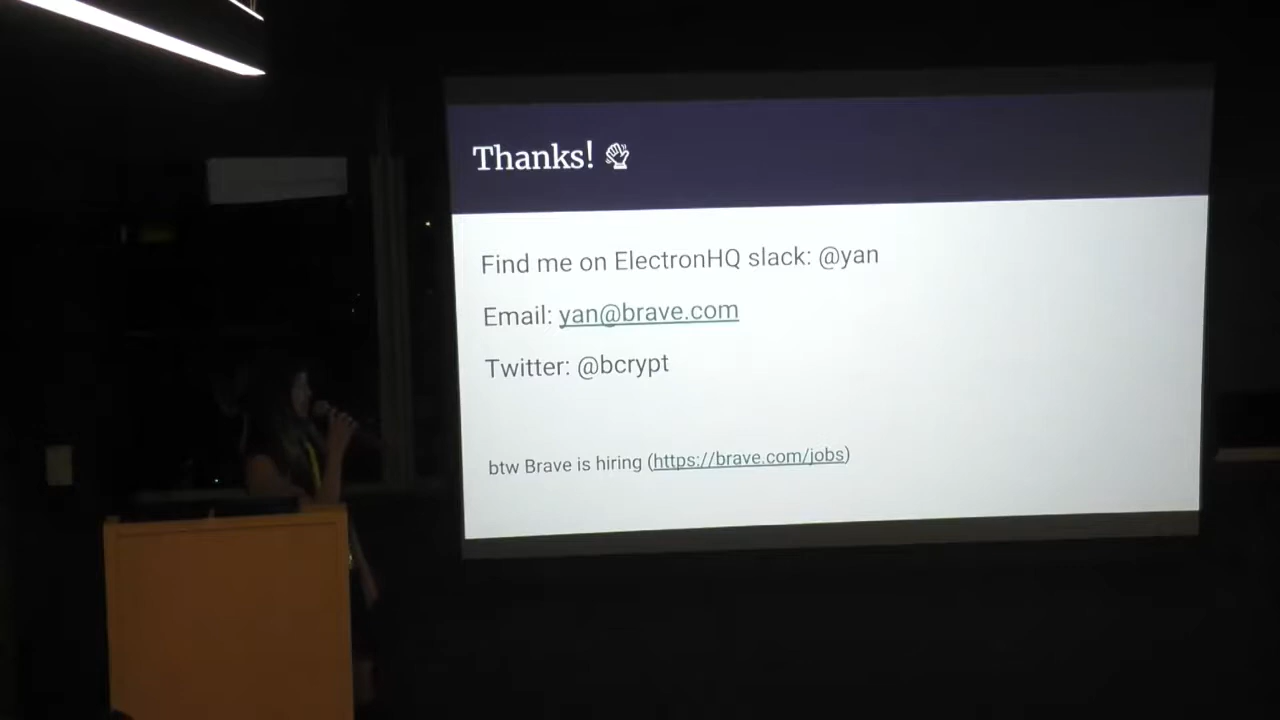 Thanks! 👏
Find me on ElectronHQ slack: @yan
Email: yan@brave.com
Twitter: @bcrypt
btw Brave is hiring (https://brave.com/jobs)